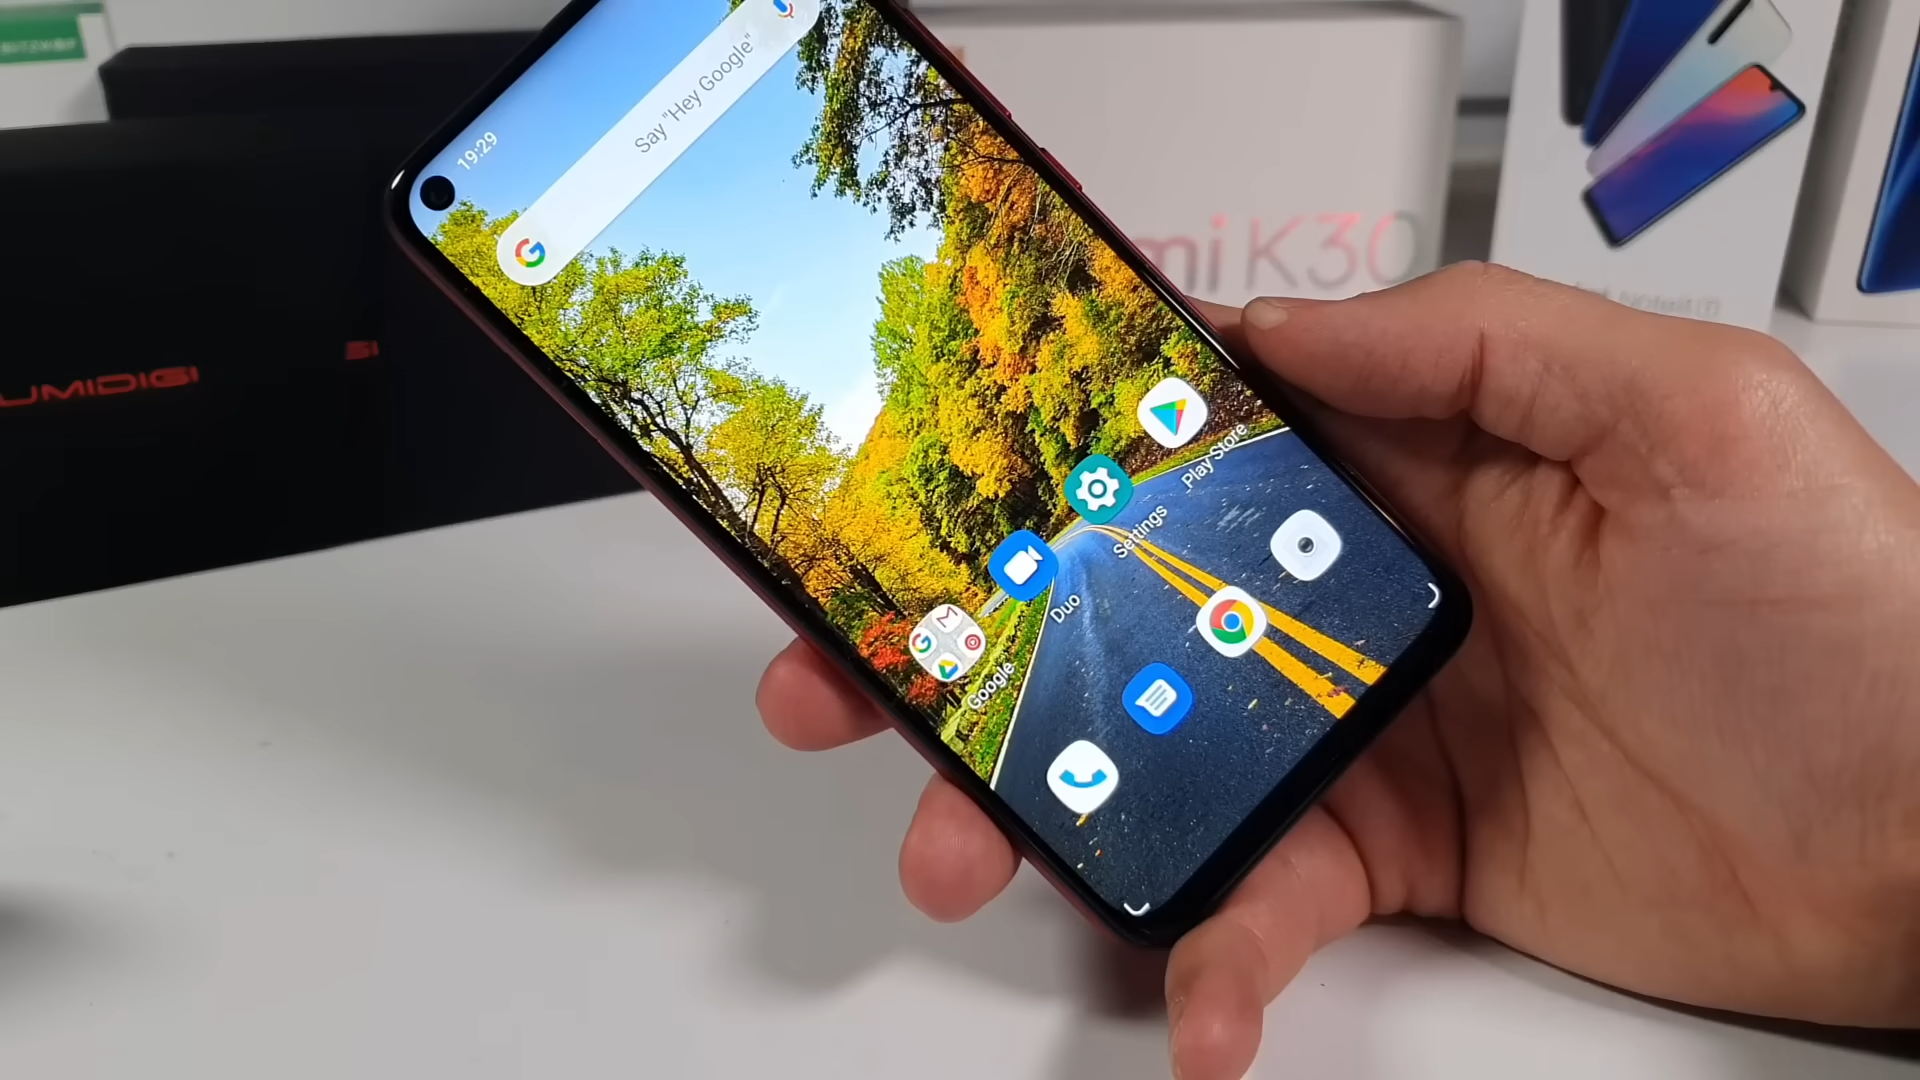 19:29
Say "Hey Google"
Play Store
Settings
Duo
Google
UMIDIGI
mi K30